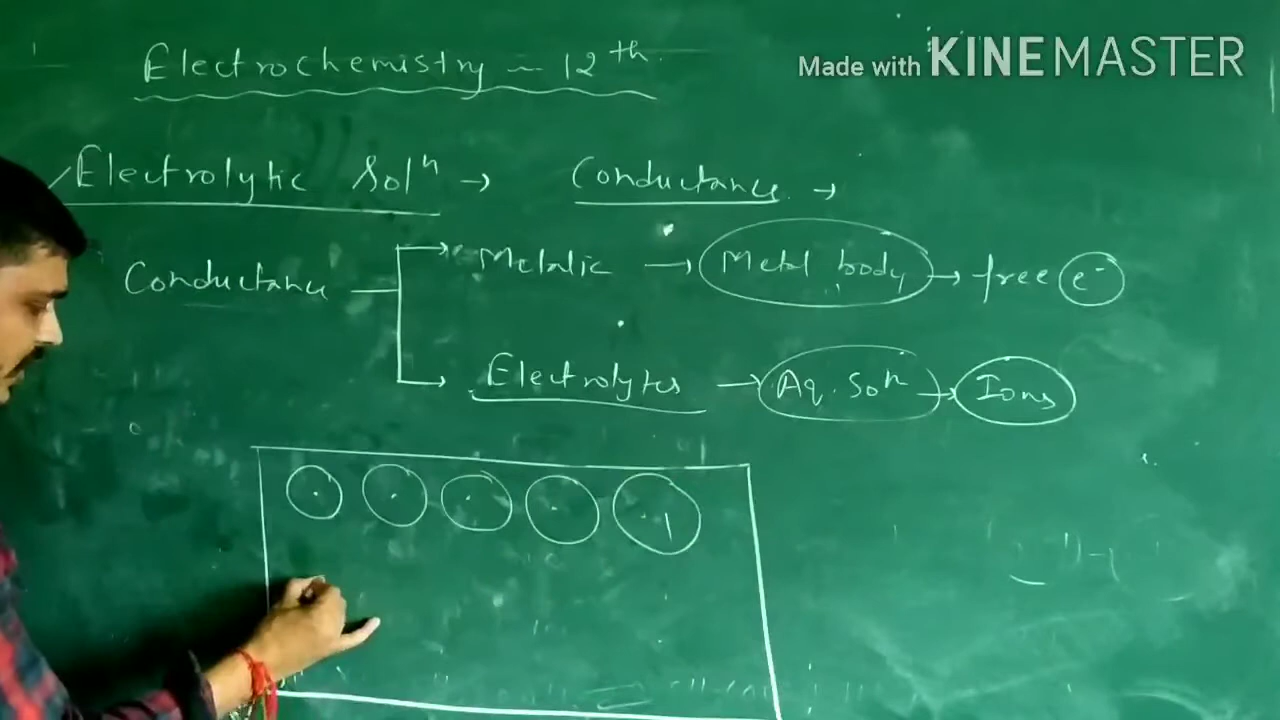 Made with KINEMASTER
Electrochemistry ~ 12th.
Electrolytic Solⁿ → Conductance →
Conductance → Metalic → Metal body → free e⁻
→ Electrolytes → Aq. Solⁿ → Ions